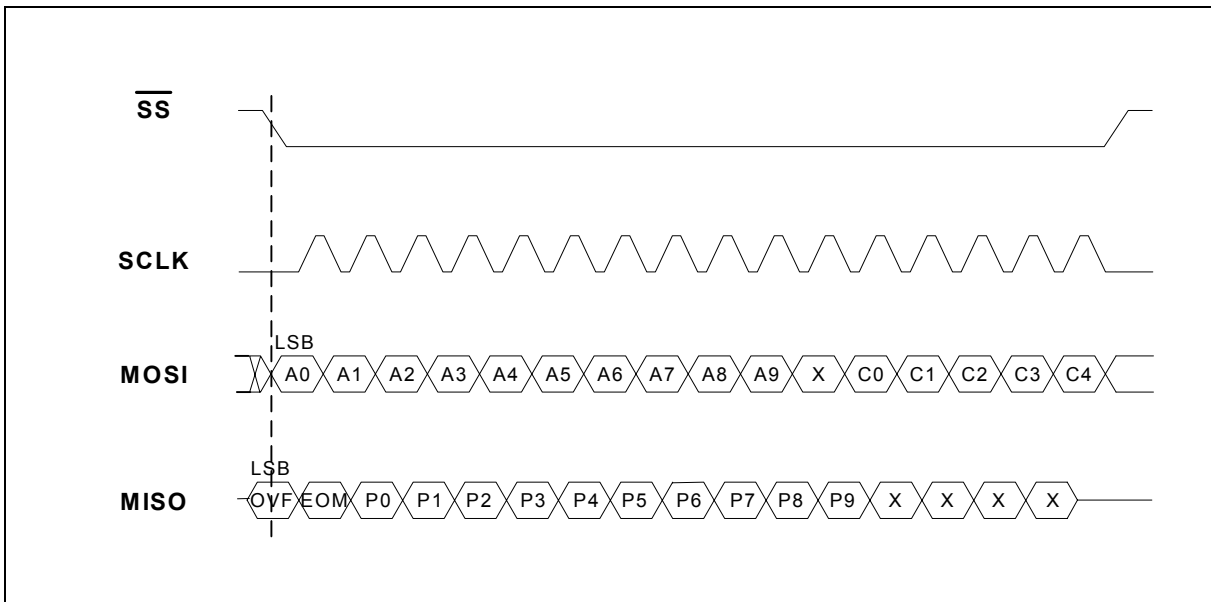 SS
SCLK
LSB
MOSI A0 A1 A2 A3 A4 A5 A6 A7 A8 A9 X C0 C1 C2 C3 C4
LSB
MISO OVF EOM P0 P1 P2 P3 P4 P5 P6 P7 P8 P9 X X X X